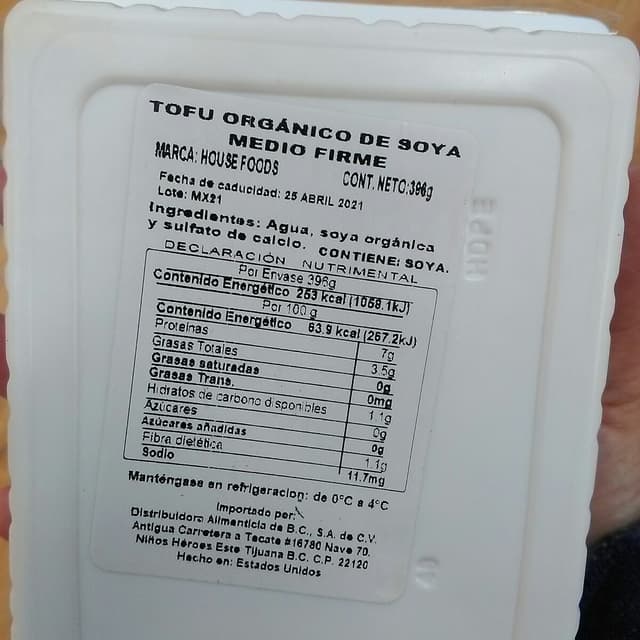 TOFU ORGÁNICO DE SOYA
MEDIO FIRME
MARCA: HOUSE FOODS
CONT. NETO:396g
Fecha de caducidad: 25 ABRIL 2021
Lote: MX21
Ingredientes: Agua, soya orgánica
y sulfato de calcio. CONTIENE: SOYA.
DECLARACIÓN NUTRIMENTAL
Por Envase 396g
Contenido Energético 253 kcal (1058.1kJ)
Por 100 g
Contenido Energético 63.9 kcal (267.2kJ)
Proteínas 7g
Grasas Totales 3.5g
Grasas saturadas 0g
Grasas Trans. 0mg
Hidratos de carbono disponibles 1.1g
Azúcares 0g
Azúcares añadidas 0g
Fibra dietética 1.1g
Sodio 11.7mg
Manténgase en refrigeracion: de 0°C a 4°C
Importado por:
Distribuidora Alimenticia de B.C., S.A. de C.V.
Antigua Carretera a Tecate #16780 Nave 70.
Niños Héroes Este Tijuana B.C. C.P. 22120
Hecho en: Estados Unidos
HDPE